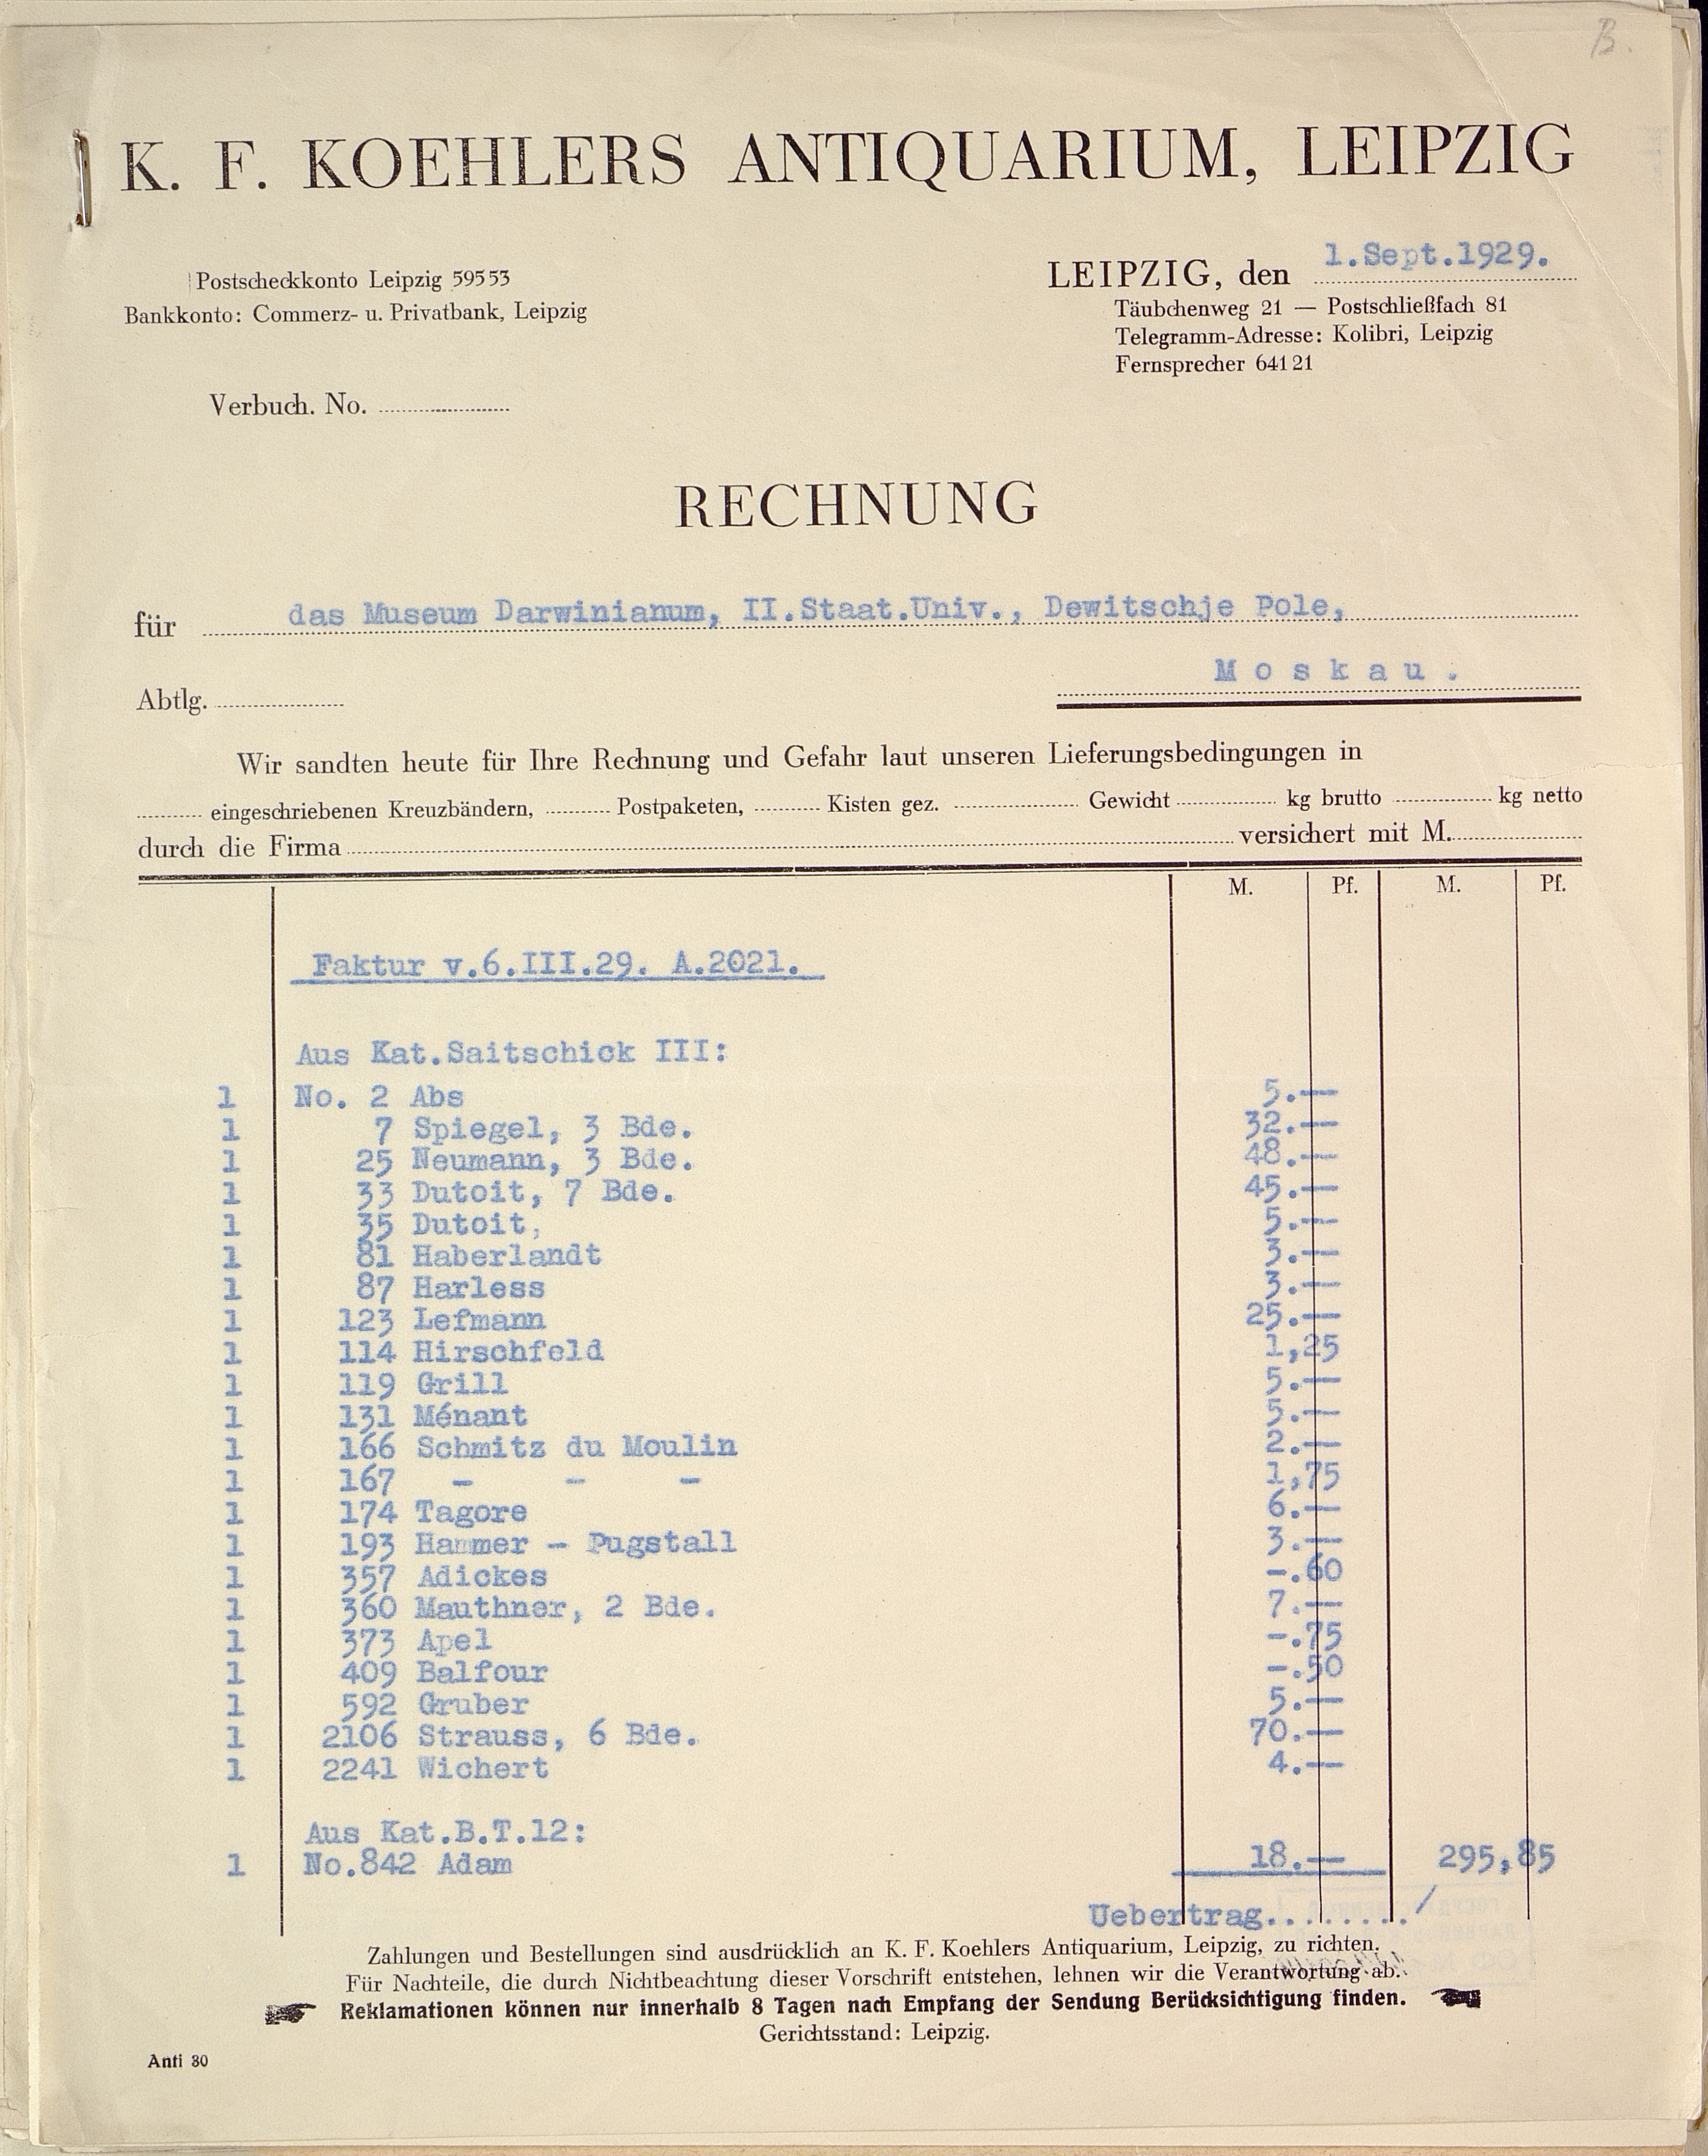 B.
K. F. KOEHLERS ANTIQUARIUM, LEIPZIG
Postscheckkonto Leipzig 59553
Bankkonto: Commerz- u. Privatbank, Leipzig
Verbuch. No.
LEIPZIG, den 1.Sept.1929.
Täubchenweg 21 — Postschließfach 81
Telegramm-Adresse: Kolibri, Leipzig
Fernsprecher 64121
RECHNUNG
für das Museum Darwinianum, II.Staat.Univ., Dewitschje Pole,
Moskau.
Abtlg.
Wir sandten heute für Ihre Rechnung und Gefahr laut unseren Lieferungsbedingungen in
eingeschriebenen Kreuzbändern, Postpaketen, Kisten gez. Gewicht kg brutto kg netto
durch die Firma versichert mit M.
M. Pf. M. Pf.
Faktur v.6.III.29. A.2021.
Aus Kat.Saitschick III:
1 No. 2 Abs 5.—
1 7 Spiegel, 3 Bde. 32.—
1 25 Neumann, 3 Bde. 48.—
1 33 Dutoit, 7 Bde. 45.—
1 35 Dutoit, 5.—
1 81 Haberlandt 3.—
1 87 Harless 3.—
1 123 Lefmann 25.—
1 114 Hirschfeld 1,25
1 119 Grill 5.—
1 131 Ménant 5.—
1 166 Schmitz du Moulin 2.—
1 167 - - - 1,75
1 174 Tagore 6.—
1 193 Hammer - Pugstall 3.—
1 357 Adickes -.60
1 360 Mauthner, 2 Bde. 7.—
1 373 Apel -.75
1 409 Balfour -.50
1 592 Gruber 5.—
1 2106 Strauss, 6 Bde. 70.—
1 2241 Wichert 4.—
Aus Kat.B.T.12:
1 No.842 Adam 18.— 295,85
Uebertrag......../
Zahlungen und Bestellungen sind ausdrücklich an K. F. Koehlers Antiquarium, Leipzig, zu richten.
Für Nachteile, die durch Nichtbeachtung dieser Vorschrift entstehen, lehnen wir die Verantwortung ab.
Reklamationen können nur innerhalb 8 Tagen nach Empfang der Sendung Berücksichtigung finden.
Gerichtsstand: Leipzig.
Anti 30